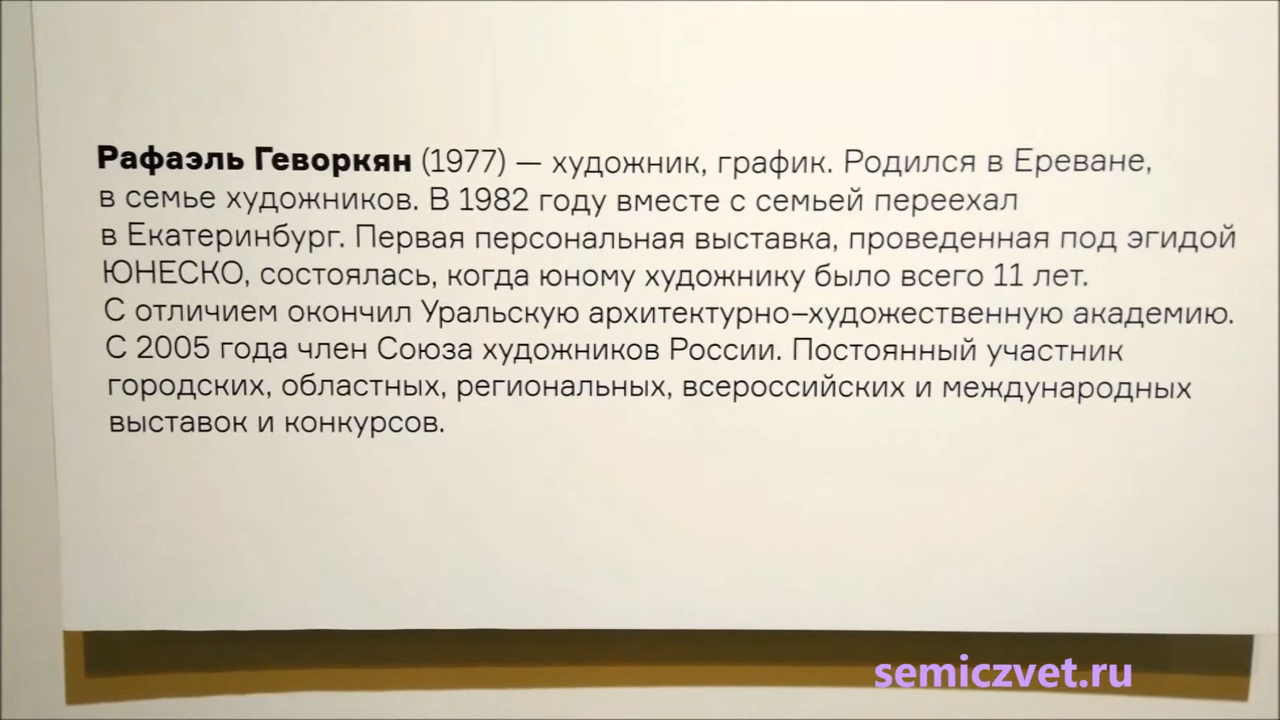 Рафаэль Геворкян (1977) — художник, график. Родился в Ереване,
в семье художников. В 1982 году вместе с семьей переехал
в Екатеринбург. Первая персональная выставка, проведенная под эгидой
ЮНЕСКО, состоялась, когда юному художнику было всего 11 лет.
С отличием окончил Уральскую архитектурно–художественную академию.
С 2005 года член Союза художников России. Постоянный участник
городских, областных, региональных, всероссийских и международных
выставок и конкурсов.
semiczvet.ru